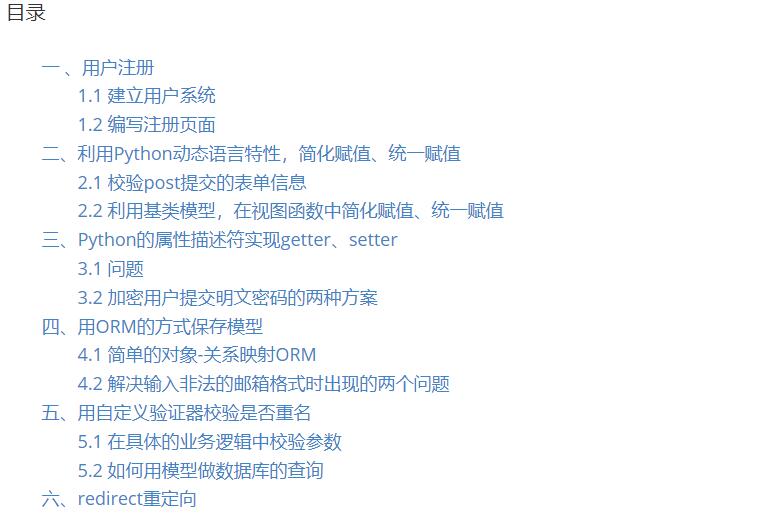 目录
一、用户注册
1.1 建立用户系统
1.2 编写注册页面
二、利用Python动态语言特性，简化赋值、统一赋值
2.1 校验post提交的表单信息
2.2 利用基类模型，在视图函数中简化赋值、统一赋值
三、Python的属性描述符实现getter、setter
3.1 问题
3.2 加密用户提交明文密码的两种方案
四、用ORM的方式保存模型
4.1 简单的对象-关系映射ORM
4.2 解决输入非法的邮箱格式时出现的两个问题
五、用自定义验证器校验是否重名
5.1 在具体的业务逻辑中校验参数
5.2 如何用模型做数据库的查询
六、redirect重定向